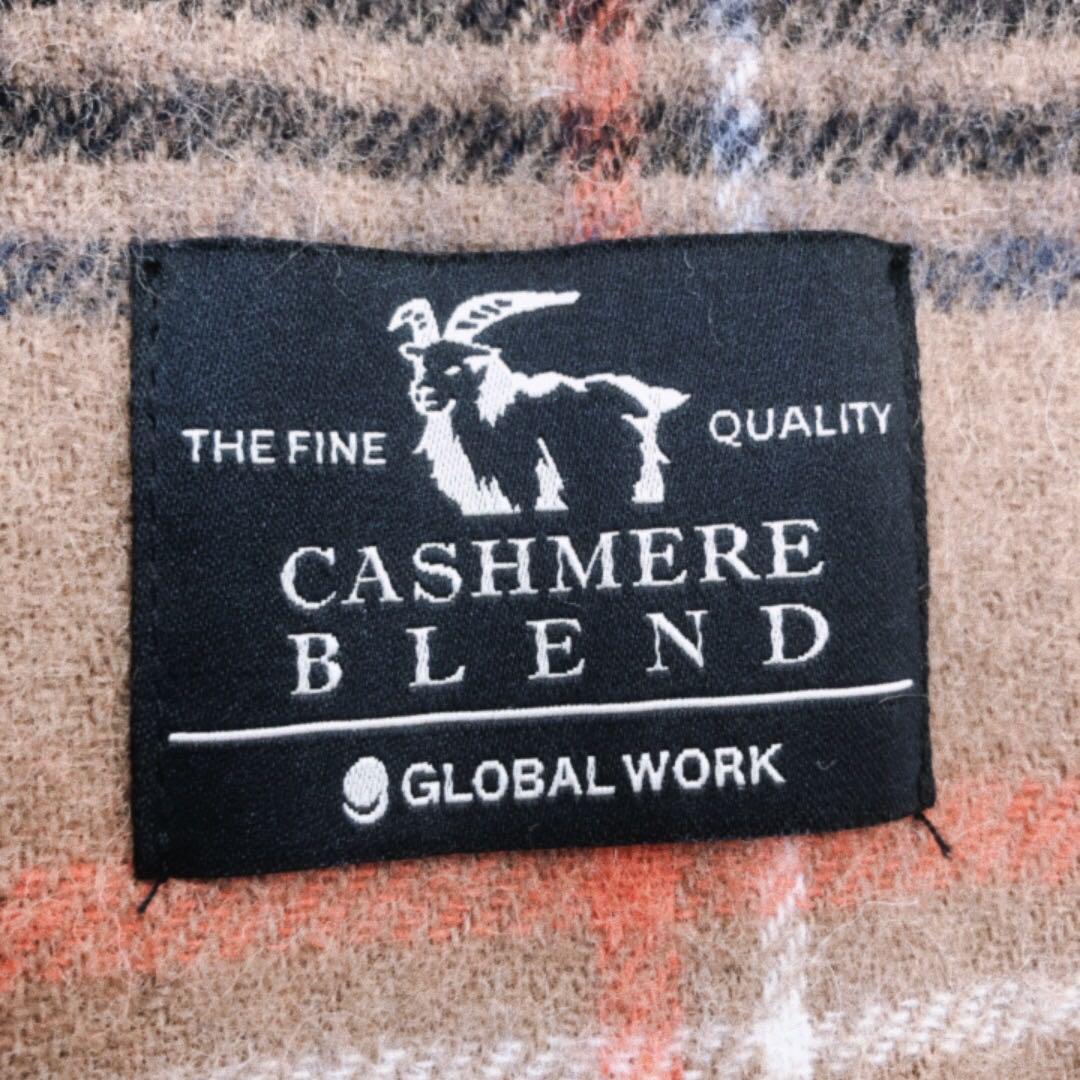 THE FINE QUALITY
CASHMERE
BLEND
GLOBAL WORK